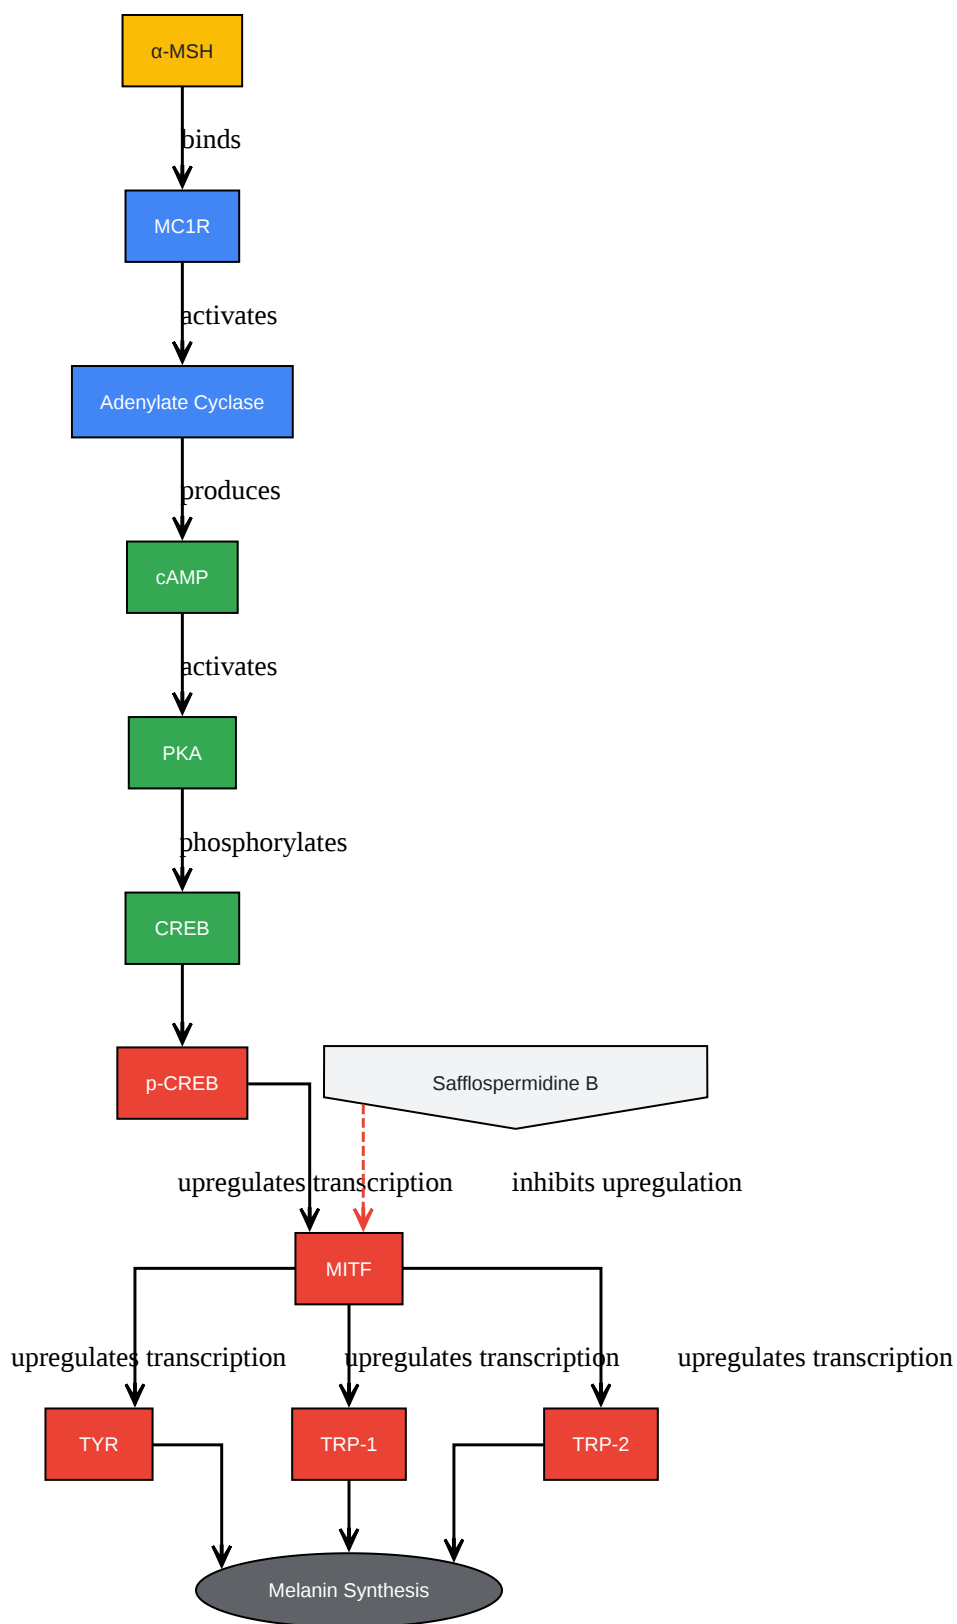 α-MSH
binds
MC1R
activates
Adenylate Cyclase
produces
cAMP
activates
PKA
phosphorylates
CREB
p-CREB
Safflospermidine B
upregulates transcription
inhibits upregulation
MITF
upregulates transcription
upregulates transcription
upregulates transcription
TYR
TRP-1
TRP-2
Melanin Synthesis